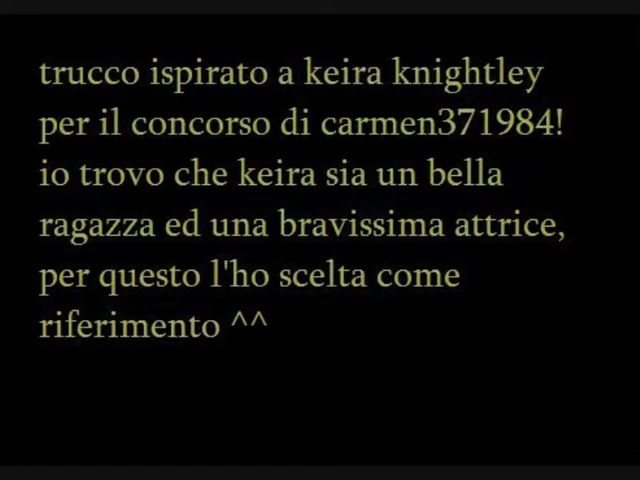 trucco ispirato a keira knightley
per il concorso di carmen371984!
io trovo che keira sia un bella
ragazza ed una bravissima attrice,
per questo l'ho scelta come
riferimento ^^